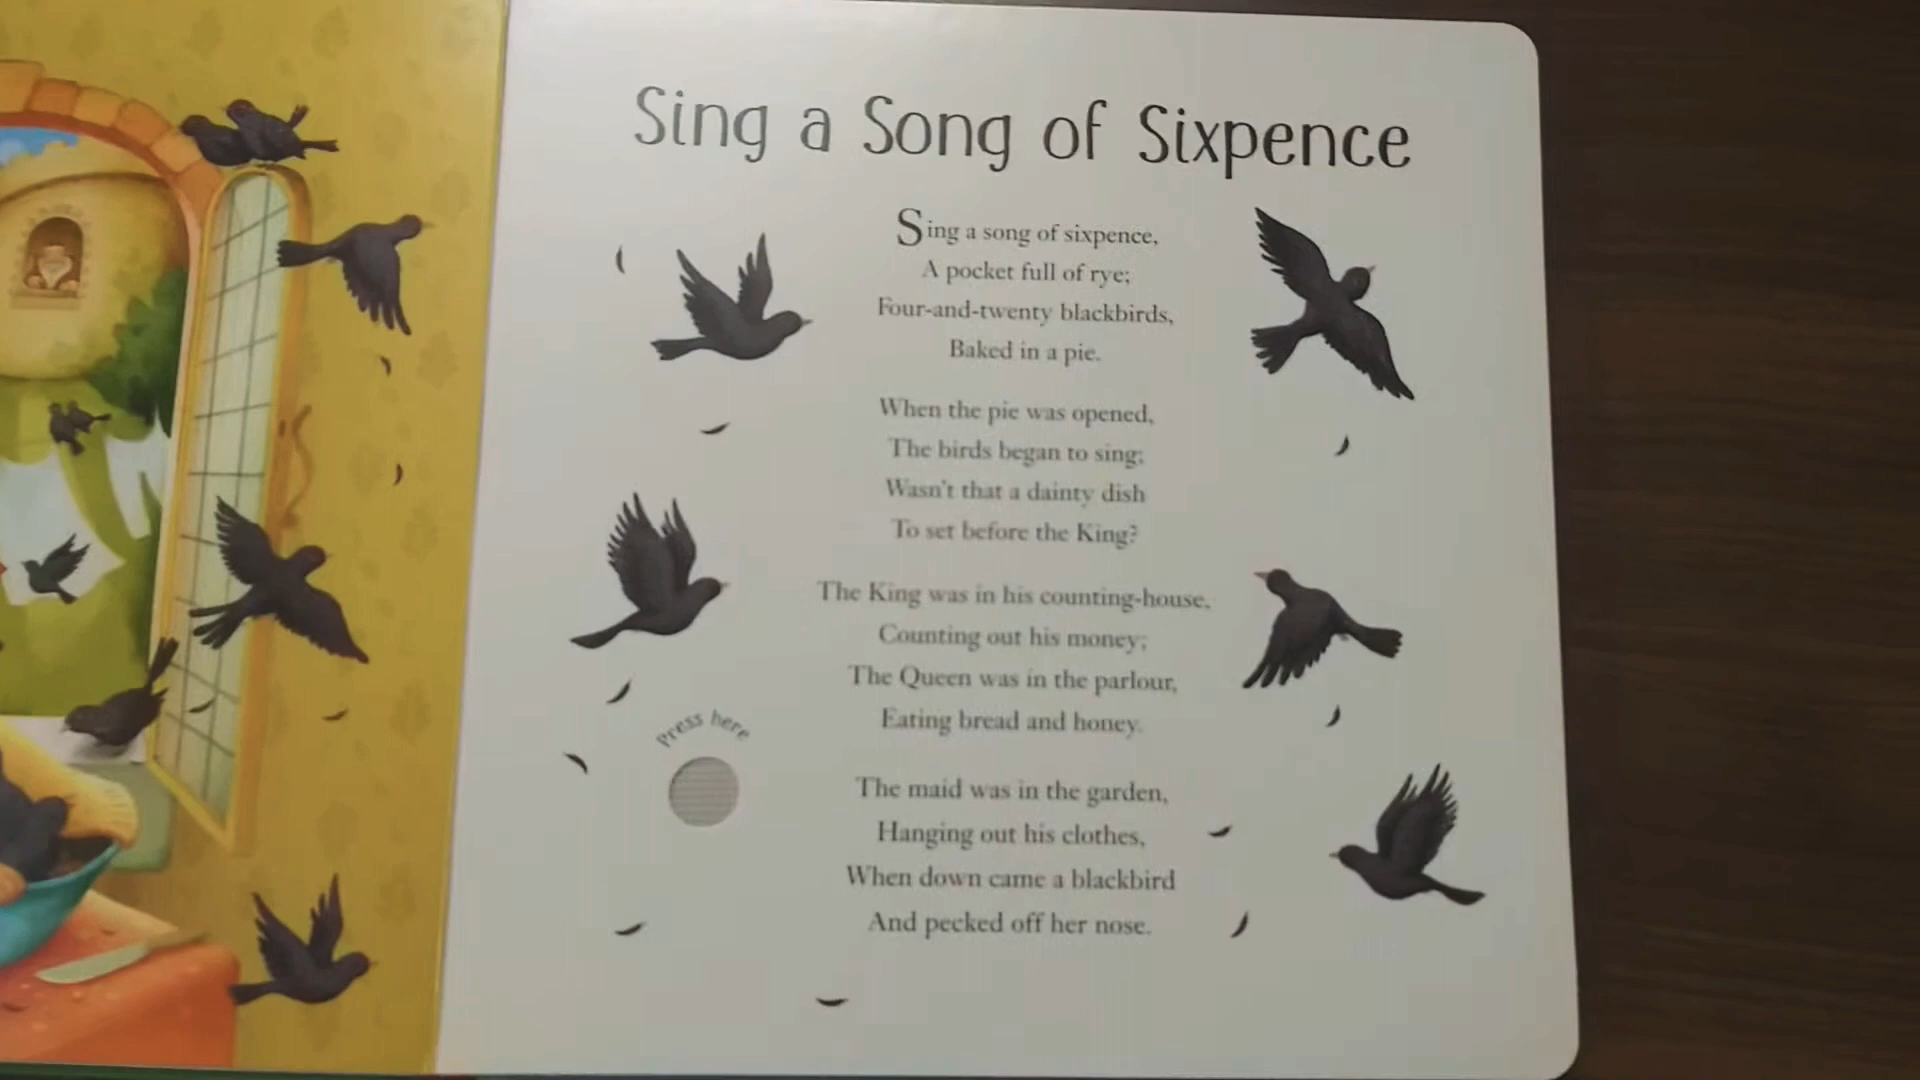 Sing a Song of Sixpence
Sing a song of sixpence,
A pocket full of rye;
Four-and-twenty blackbirds,
Baked in a pie.
When the pie was opened,
The birds began to sing;
Wasn't that a dainty dish
To set before the King?
The King was in his counting-house,
Counting out his money;
The Queen was in the parlour,
Eating bread and honey.
Press here
The maid was in the garden,
Hanging out his clothes,
When down came a blackbird
And pecked off her nose.